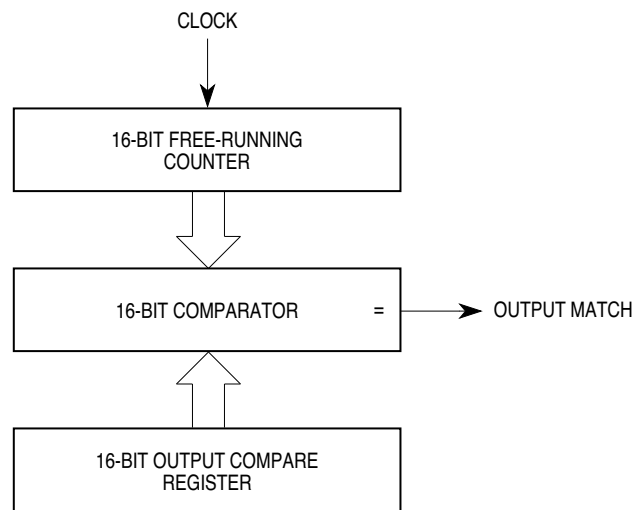 CLOCK
16-BIT FREE-RUNNING
COUNTER
16-BIT COMPARATOR =
OUTPUT MATCH
16-BIT OUTPUT COMPARE
REGISTER